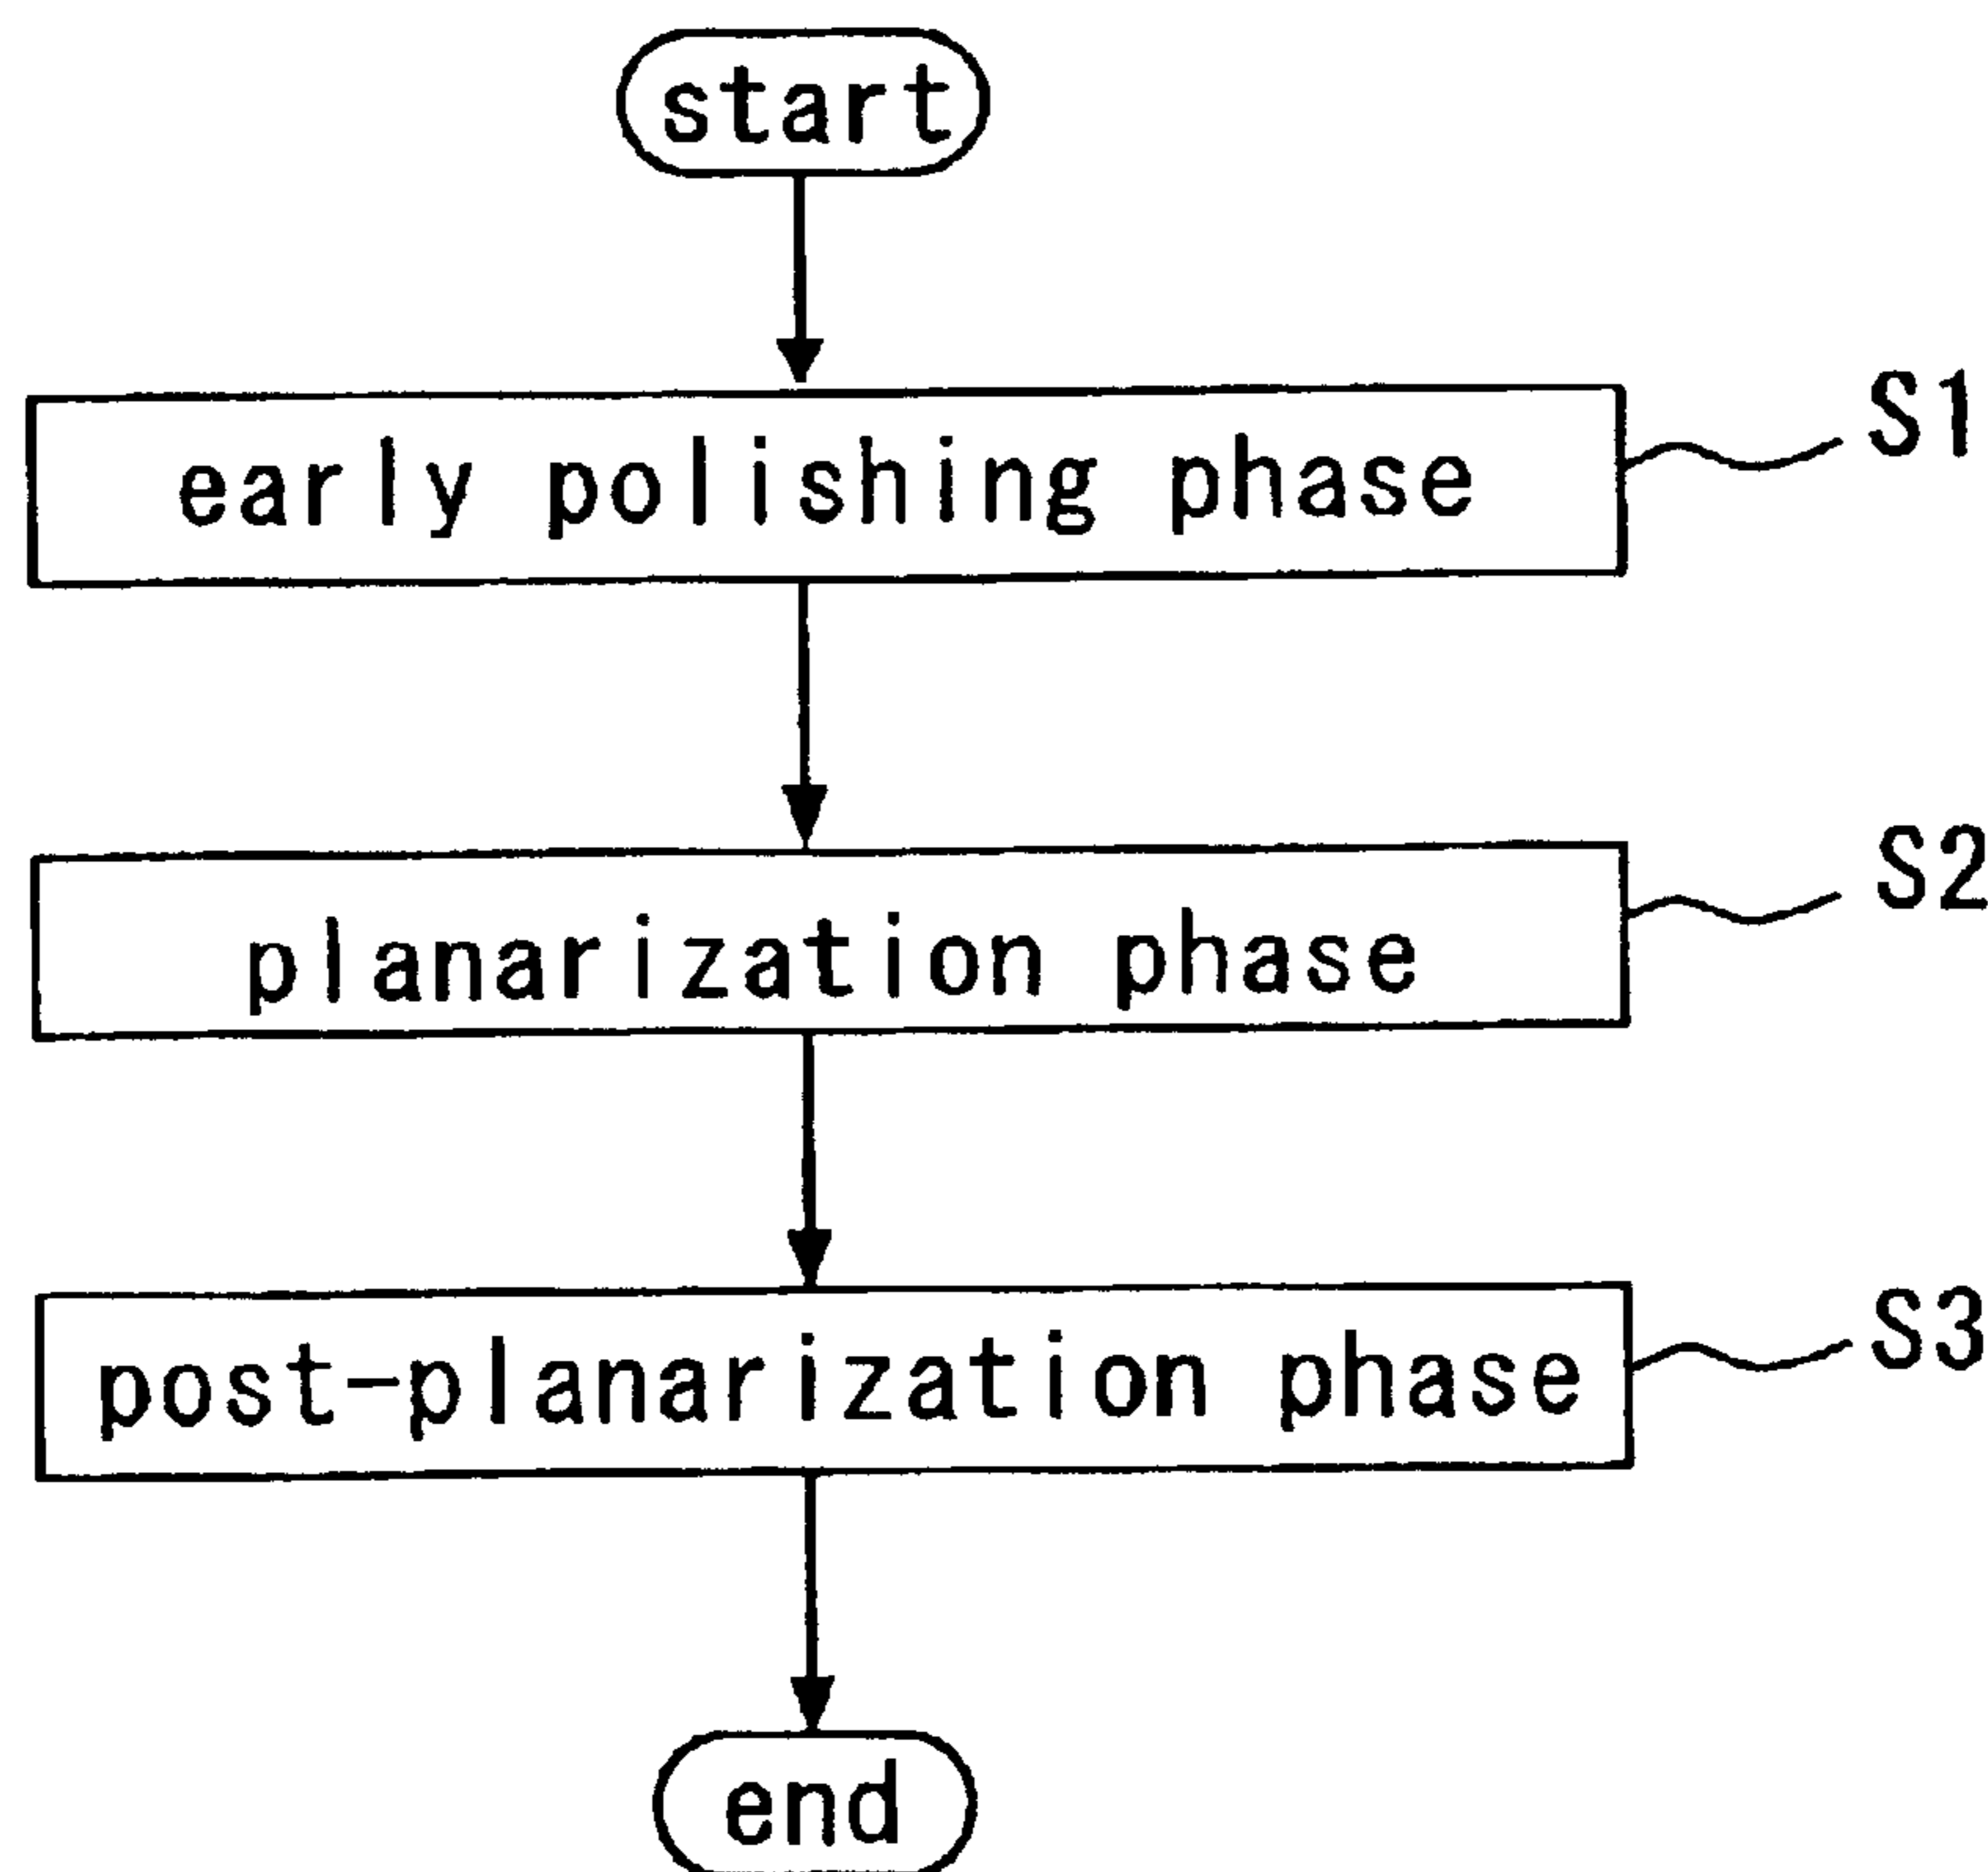 start
early polishing phase
S1
planarization phase
S2
post-planarization phase
S3
end